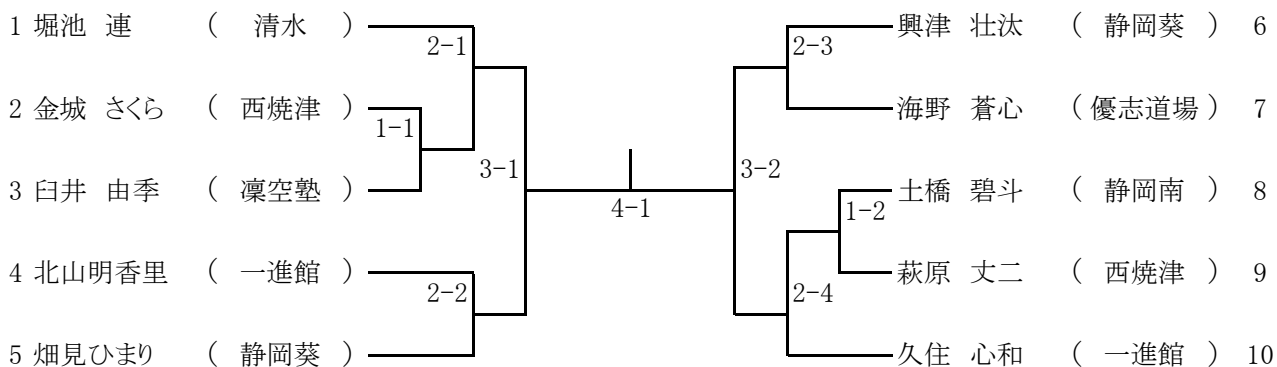 1 堀池 連 ( 清水 )
2-1
2 金城 さくら ( 西焼津 )
1-1
3 臼井 由季 ( 凛空塾 )
3-1
4 北山明香里 ( 一進館 )
2-2
5 畑見ひまり ( 静岡葵 )
4-1
興津 壮汰 ( 静岡葵 ) 6
2-3
海野 蒼心 ( 優志道場 ) 7
3-2
土橋 碧斗 ( 静岡南 ) 8
1-2
萩原 丈二 ( 西焼津 ) 9
2-4
久住 心和 ( 一進館 ) 10